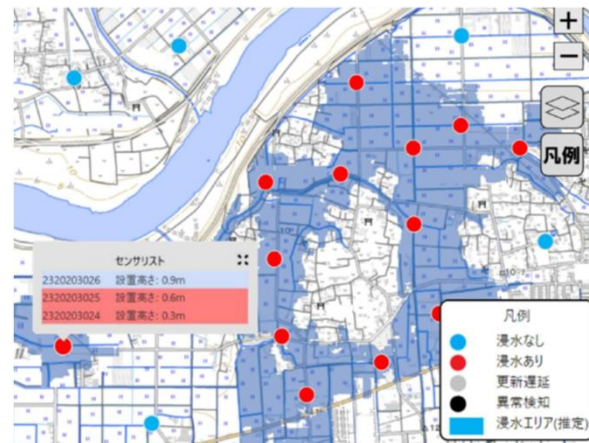 凡例
センサリスト
2320203026 設置高さ: 0.9m
2320203025 設置高さ: 0.6m
2320203024 設置高さ: 0.3m
凡例
浸水なし
浸水あり
更新遅延
異常検知
浸水エリア(推定)